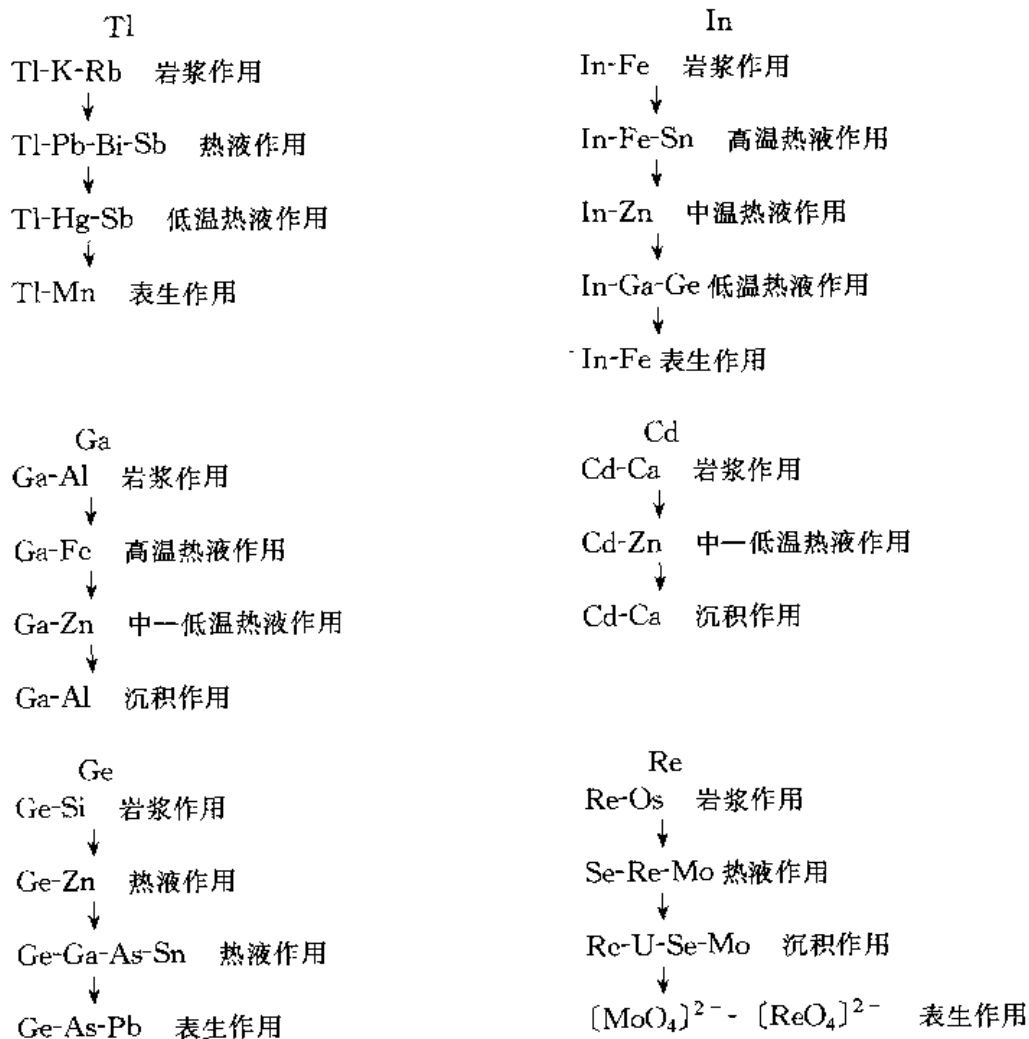 Tl
Tl-K-Rb 岩浆作用
↓
Tl-Pb-Bi-Sb 热液作用
↓
Tl-Hg-Sb 低温热液作用
↓
Tl-Mn 表生作用
In
In-Fe 岩浆作用
↓
In-Fe-Sn 高温热液作用
↓
In-Zn 中温热液作用
↓
In-Ga-Ge 低温热液作用
↓
In-Fe 表生作用
Ga
Ga-Al 岩浆作用
↓
Ga-Fe 高温热液作用
↓
Ga-Zn 中—低温热液作用
↓
Ga-Al 沉积作用
Cd
Cd-Ca 岩浆作用
↓
Cd-Zn 中—低温热液作用
↓
Cd-Ca 沉积作用
Ge
Ge-Si 岩浆作用
↓
Ge-Zn 热液作用
↓
Ge-Ga-As-Sn 热液作用
↓
Ge-As-Pb 表生作用
Re
Re-Os 岩浆作用
↓
Se-Re-Mo 热液作用
↓
Re-U-Se-Mo 沉积作用
↓
〔MoO₄〕²⁻ - 〔ReO₄〕²⁻ 表生作用